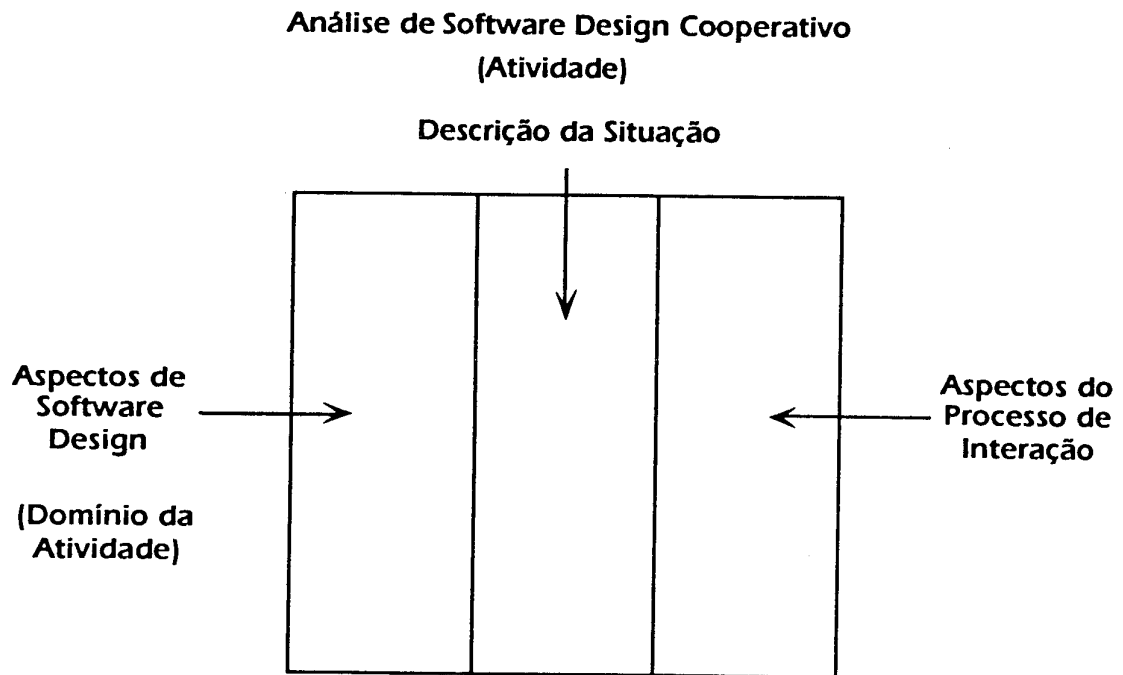 Análise de Software Design Cooperativo
(Atividade)
Descrição da Situação
Aspectos de
Software
Design
(Domínio da
Atividade)
Aspectos do
Processo de
Interação